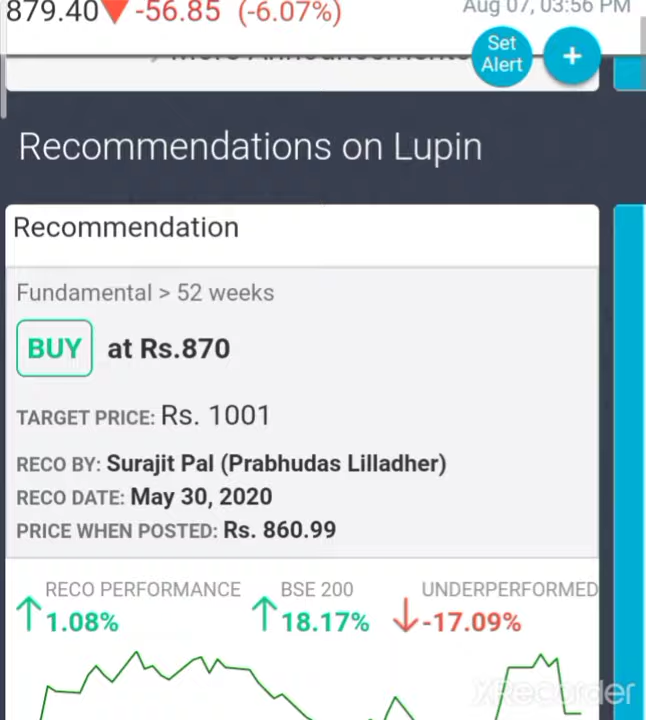 879.40 -56.85 (-6.07%)
Aug 07, 03:56 PM
Set
Alert
+
More Announcements
Recommendations on Lupin
Recommendation
Fundamental > 52 weeks
BUY at Rs.870
TARGET PRICE: Rs. 1001
RECO BY: Surajit Pal (Prabhudas Lilladher)
RECO DATE: May 30, 2020
PRICE WHEN POSTED: Rs. 860.99
RECO PERFORMANCE BSE 200 UNDERPERFORMED
1.08% 18.17% -17.09%
XRecorder